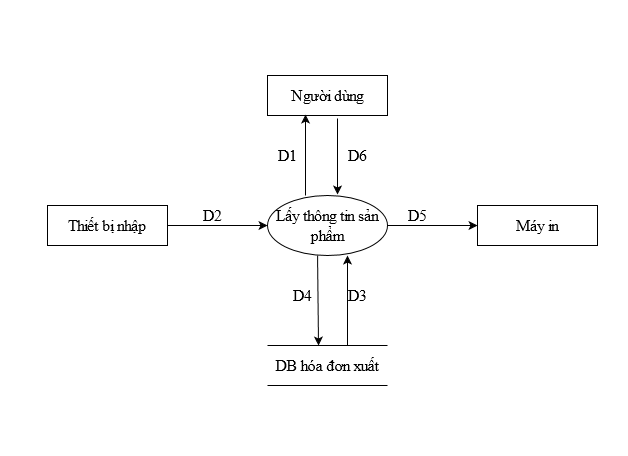 Người dùng
D1
D6
Thiết bị nhập
D2
Lấy thông tin sản
phẩm
D5
Máy in
D4
D3
DB hóa đơn xuất